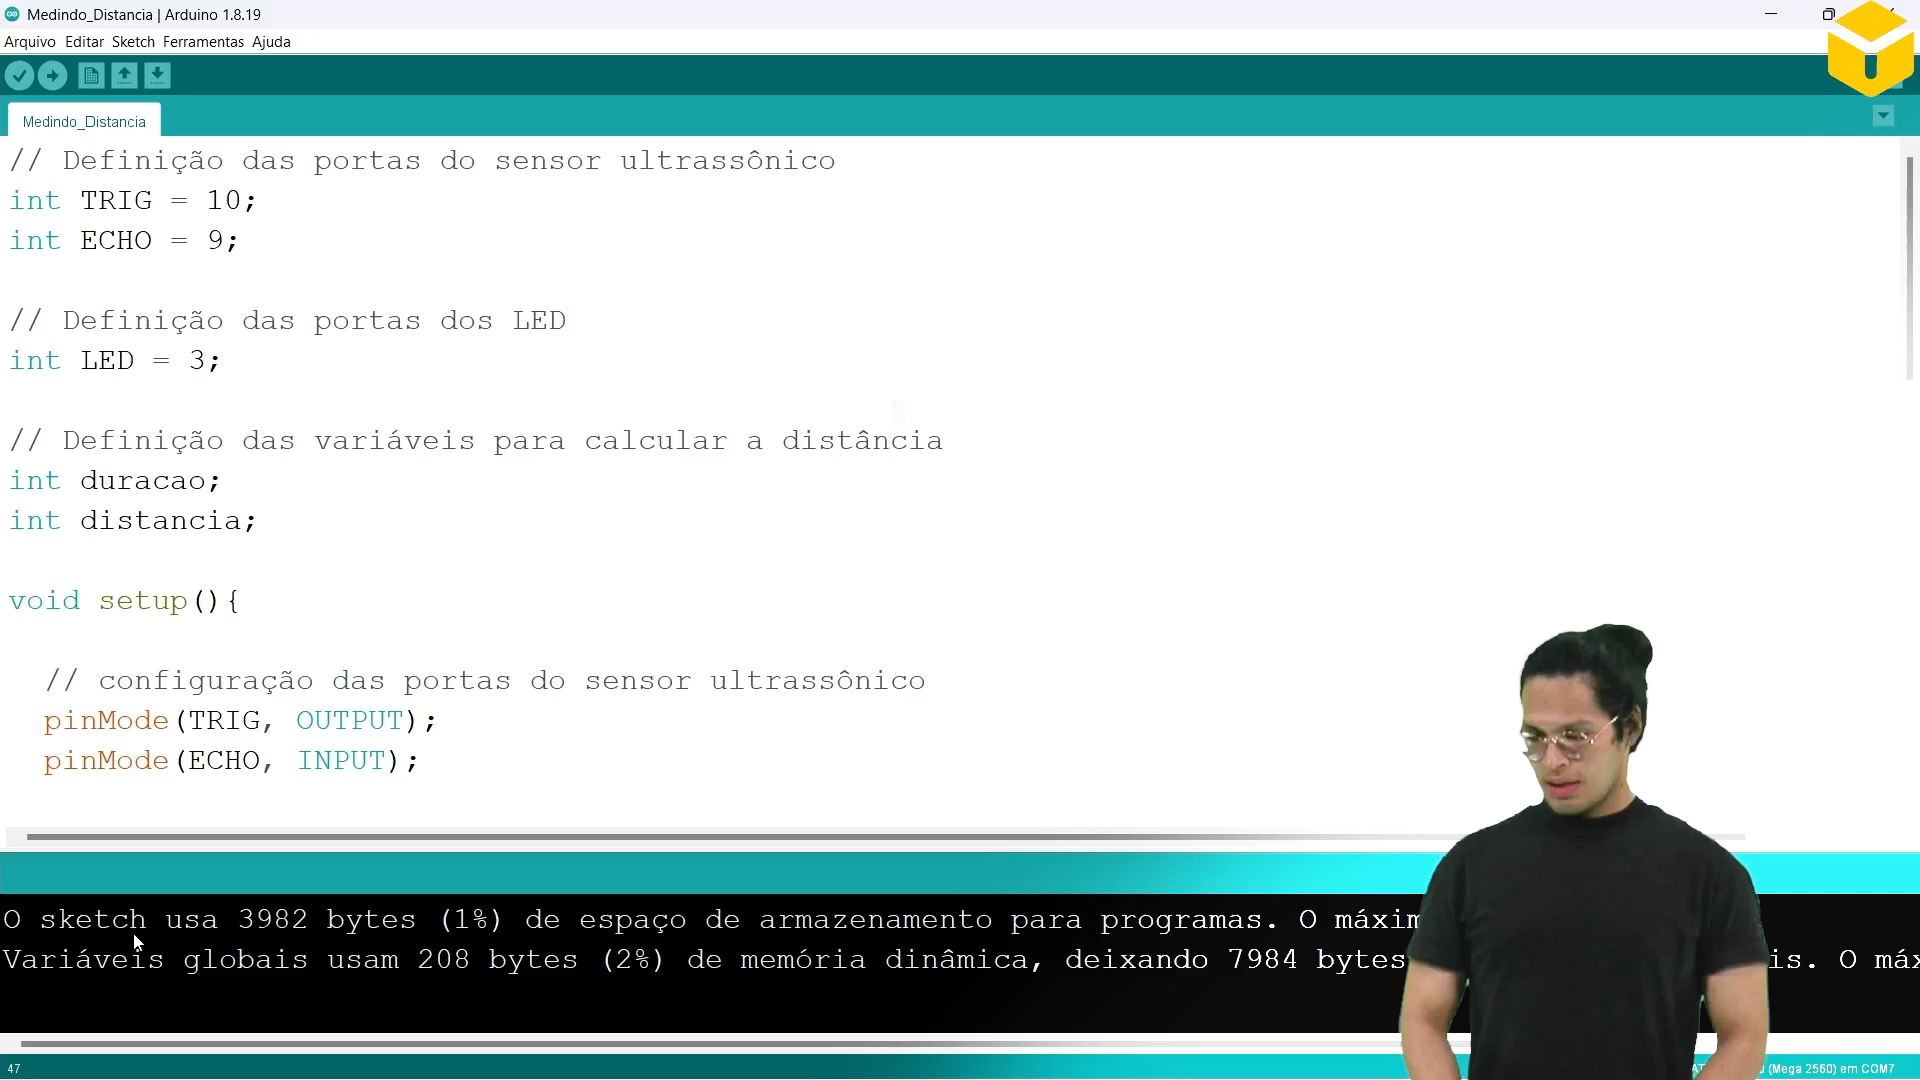 Medindo_Distancia | Arduino 1.8.19
Arquivo Editar Sketch Ferramentas Ajuda
Medindo_Distancia
// Definição das portas do sensor ultrassônico
int TRIG = 10;
int ECHO = 9;
// Definição das portas dos LED
int LED = 3;
// Definição das variáveis para calcular a distância
int duracao;
int distancia;
void setup(){
// configuração das portas do sensor ultrassônico
pinMode(TRIG, OUTPUT);
pinMode(ECHO, INPUT);
O sketch usa 3982 bytes (1%) de espaço de armazenamento para programas. O
Variáveis globais usam 208 bytes (2%) de memória dinâmica, deixando 7984 bytes O
47 (Mega 2560) em COM7